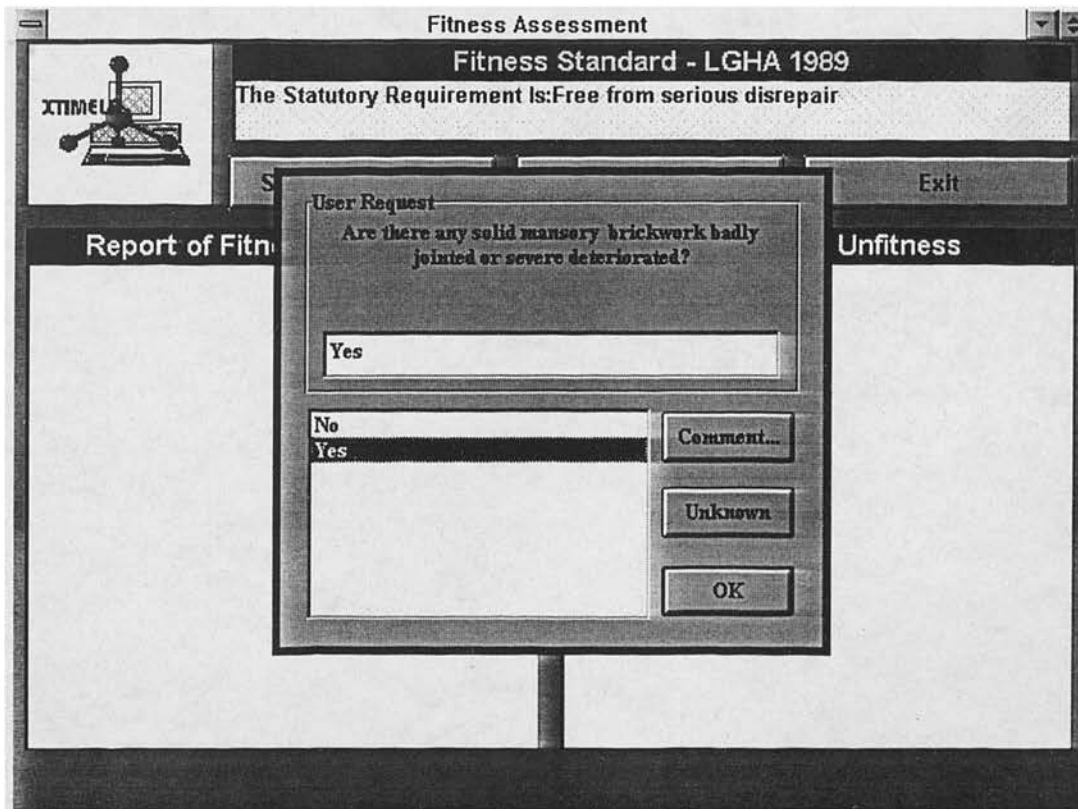 Fitness Assessment
Fitness Standard - LGHA 1989
XTIMEL
The Statutory Requirement Is:Free from serious disrepair
S
Exit
User Request
Are there any solid mansory brickwork badly
jointed or severe deteriorated?
Report of Fitn
Unfitness
Yes
No
Yes
Comment...
Unknown
OK